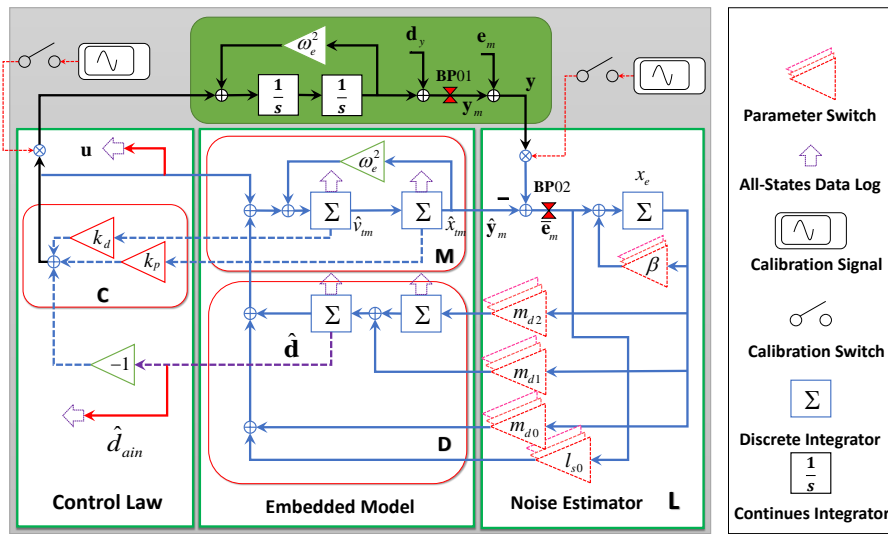 ω_e^2
d_y
e_m
BP01
y
y_m
1/s
1/s
u
ω_e^2
x_e
BP02
Σ
Σ
Σ
v̂_tm
x̂_tm
–
ŷ_m
e̅_m
k_d
k_p
M
β
C
Σ
Σ
m_d2
d̂
−1
m_d1
m_d0
D
l_s0
d̂_ain
Control Law
Embedded Model
Noise Estimator
L
Parameter Switch
All-States Data Log
Calibration Signal
Calibration Switch
Σ
Discrete Integrator
1/s
Continues Integrator